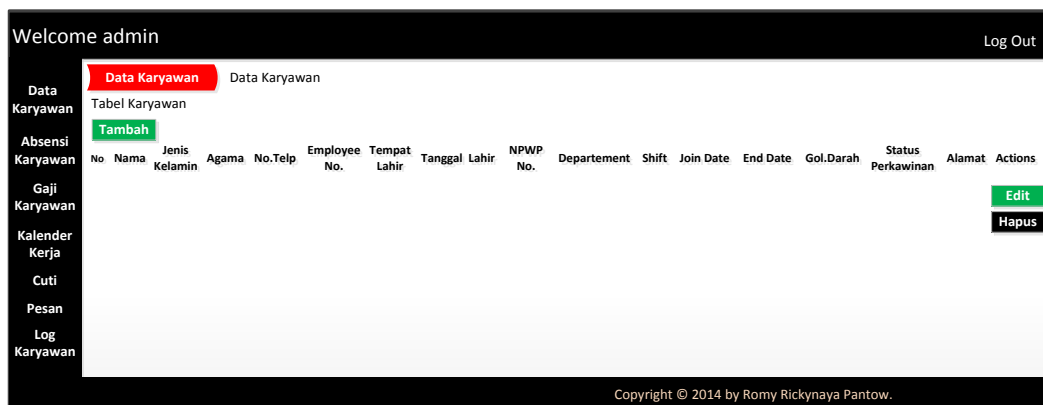 Welcome admin
Log Out
Data Karyawan
Data Karyawan
Tabel Karyawan
Tambah
No Nama Jenis Kelamin Agama No.Telp Employee No. Tempat Lahir Tanggal Lahir NPWP No. Departement Shift Join Date End Date Gol.Darah Status Perkawinan Alamat Actions
Edit
Hapus
Data
Karyawan
Absensi
Karyawan
Gaji
Karyawan
Kalender
Kerja
Cuti
Pesan
Log
Karyawan
Copyright © 2014 by Romy Rickynaya Pantow.